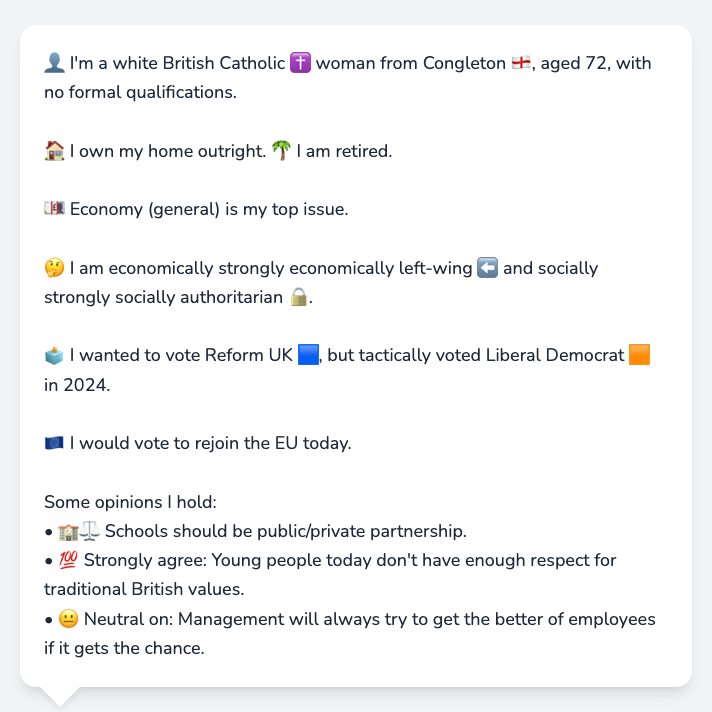 👤 I'm a white British Catholic ✝️ woman from Congleton 🏴󠁧󠁢󠁥󠁮󠁧󠁿, aged 72, with
no formal qualifications.
🏠 I own my home outright. 🌴 I am retired.
💷 Economy (general) is my top issue.
🤔 I am economically strongly economically left-wing ⬅️ and socially
strongly socially authoritarian 🔒.
🗳️ I wanted to vote Reform UK 🟦, but tactically voted Liberal Democrat 🟧
in 2024.
🇪🇺 I would vote to rejoin the EU today.
Some opinions I hold:
• 🏫⚖️ Schools should be public/private partnership.
• 💯 Strongly agree: Young people today don't have enough respect for
traditional British values.
• 😐 Neutral on: Management will always try to get the better of employees
if it gets the chance.